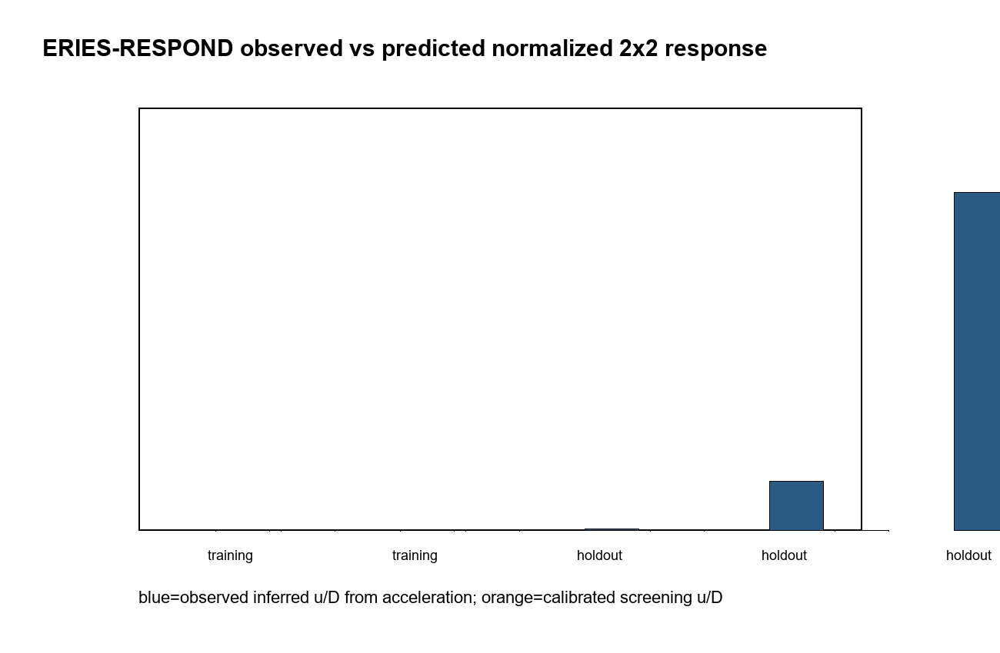 ERIES-RESPOND observed vs predicted normalized 2x2 response
training training holdout holdout holdout
blue=observed inferred u/D from acceleration; orange=calibrated screening u/D